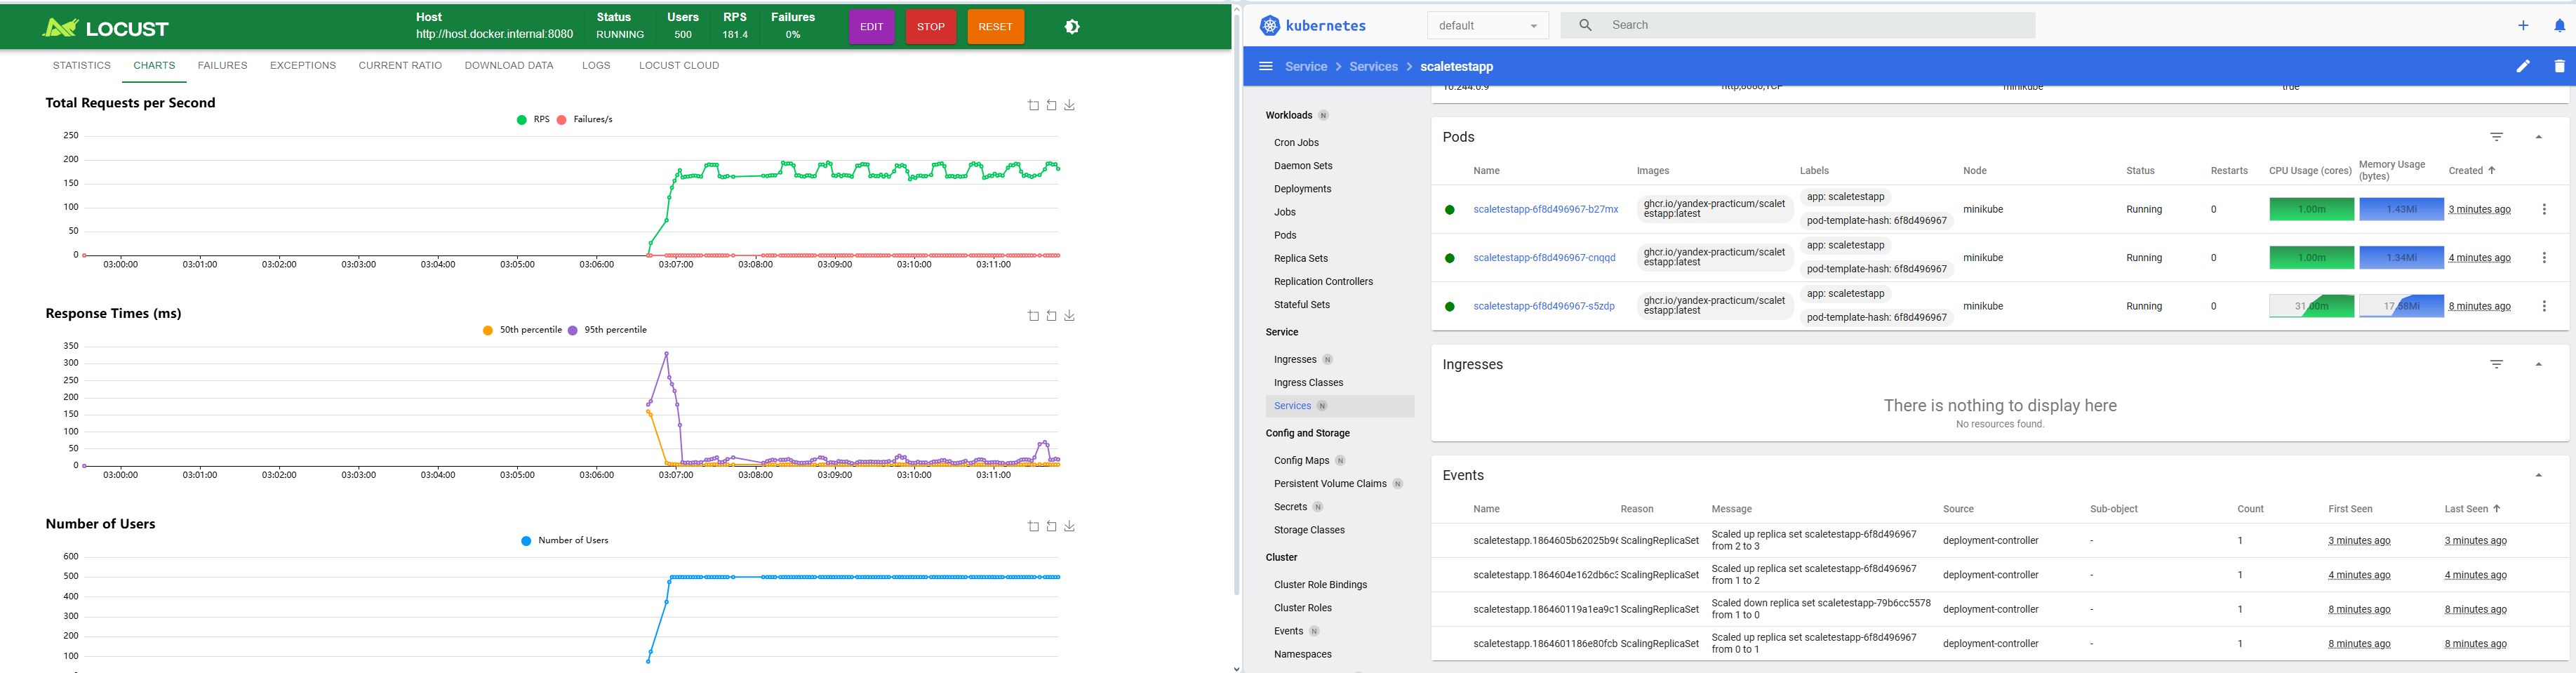 LOCUST
Host
http://host.docker.internal:8080
Status
RUNNING
Users
500
RPS
181.4
Failures
0%
EDIT
STOP
RESET
STATISTICS
CHARTS
FAILURES
EXCEPTIONS
CURRENT RATIO
DOWNLOAD DATA
LOGS
LOCUST CLOUD
Total Requests per Second
RPS
Failures/s
250
200
150
100
50
0
03:00:00
03:01:00
03:02:00
03:03:00
03:04:00
03:05:00
03:06:00
03:07:00
03:08:00
03:09:00
03:10:00
03:11:00
Response Times (ms)
50th percentile
95th percentile
350
300
250
200
150
100
50
0
03:00:00
03:01:00
03:02:00
03:03:00
03:04:00
03:05:00
03:06:00
03:07:00
03:08:00
03:09:00
03:10:00
03:11:00
Number of Users
Number of Users
600
500
400
300
200
100
kubernetes
default
Search
Service
Services
scaletestapp
Workloads N
Cron Jobs
Daemon Sets
Deployments
Jobs
Pods
Replica Sets
Replication Controllers
Stateful Sets
Service
Ingresses N
Ingress Classes
Services N
Config and Storage
Config Maps N
Persistent Volume Claims N
Secrets N
Storage Classes
Cluster
Cluster Role Bindings
Cluster Roles
Events N
Namespaces
10.244.0.9
http,8080,TCP
minikube
true
Pods
Name
Images
Labels
Node
Status
Restarts
CPU Usage (cores)
Memory Usage
(bytes)
Created
scaletestapp-6f8d496967-b27mx
ghcr.io/yandex-practicum/scalet
estapp:latest
app: scaletestapp
pod-template-hash: 6f8d496967
minikube
Running
0
1.00m
1.43Mi
3 minutes ago
scaletestapp-6f8d496967-cnqqd
ghcr.io/yandex-practicum/scalet
estapp:latest
app: scaletestapp
pod-template-hash: 6f8d496967
minikube
Running
0
1.00m
1.34Mi
4 minutes ago
scaletestapp-6f8d496967-s5zdp
ghcr.io/yandex-practicum/scalet
estapp:latest
app: scaletestapp
pod-template-hash: 6f8d496967
minikube
Running
0
31.00m
17.58Mi
8 minutes ago
Ingresses
There is nothing to display here
No resources found.
Events
Name
Reason
Message
Source
Sub-object
Count
First Seen
Last Seen
scaletestapp.1864605b62025b9
ScalingReplicaSet
Scaled up replica set scaletestapp-6f8d496967
from 2 to 3
deployment-controller
-
1
3 minutes ago
3 minutes ago
scaletestapp.1864604e162db6c
ScalingReplicaSet
Scaled up replica set scaletestapp-6f8d496967
from 1 to 2
deployment-controller
-
1
4 minutes ago
4 minutes ago
scaletestapp.186460119a1ea9c1
ScalingReplicaSet
Scaled down replica set scaletestapp-79b6cc5578
from 1 to 0
deployment-controller
-
1
8 minutes ago
8 minutes ago
scaletestapp.1864601186e80fcb
ScalingReplicaSet
Scaled up replica set scaletestapp-6f8d496967
from 0 to 1
deployment-controller
-
1
8 minutes ago
8 minutes ago